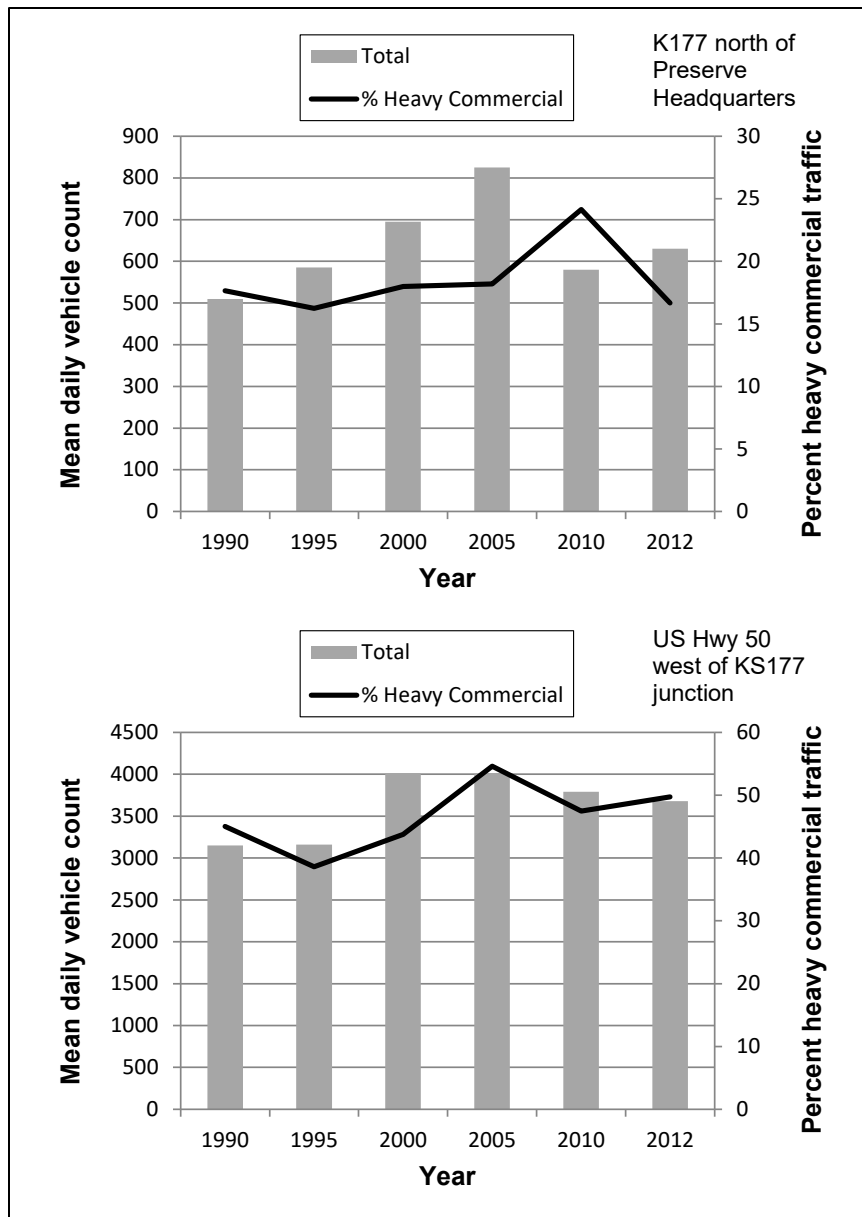 Total
% Heavy Commercial
K177 north of
Preserve
Headquarters
Mean daily vehicle count
900
800
700
600
500
400
300
200
100
0
30
25
20
15
10
5
0
Percent heavy commercial traffic
1990 1995 2000 2005 2010 2012
Year
Total
% Heavy Commercial
US Hwy 50
west of KS177
junction
Mean daily vehicle count
4500
4000
3500
3000
2500
2000
1500
1000
500
0
60
50
40
30
20
10
0
Percent heavy commercial traffic
1990 1995 2000 2005 2010 2012
Year